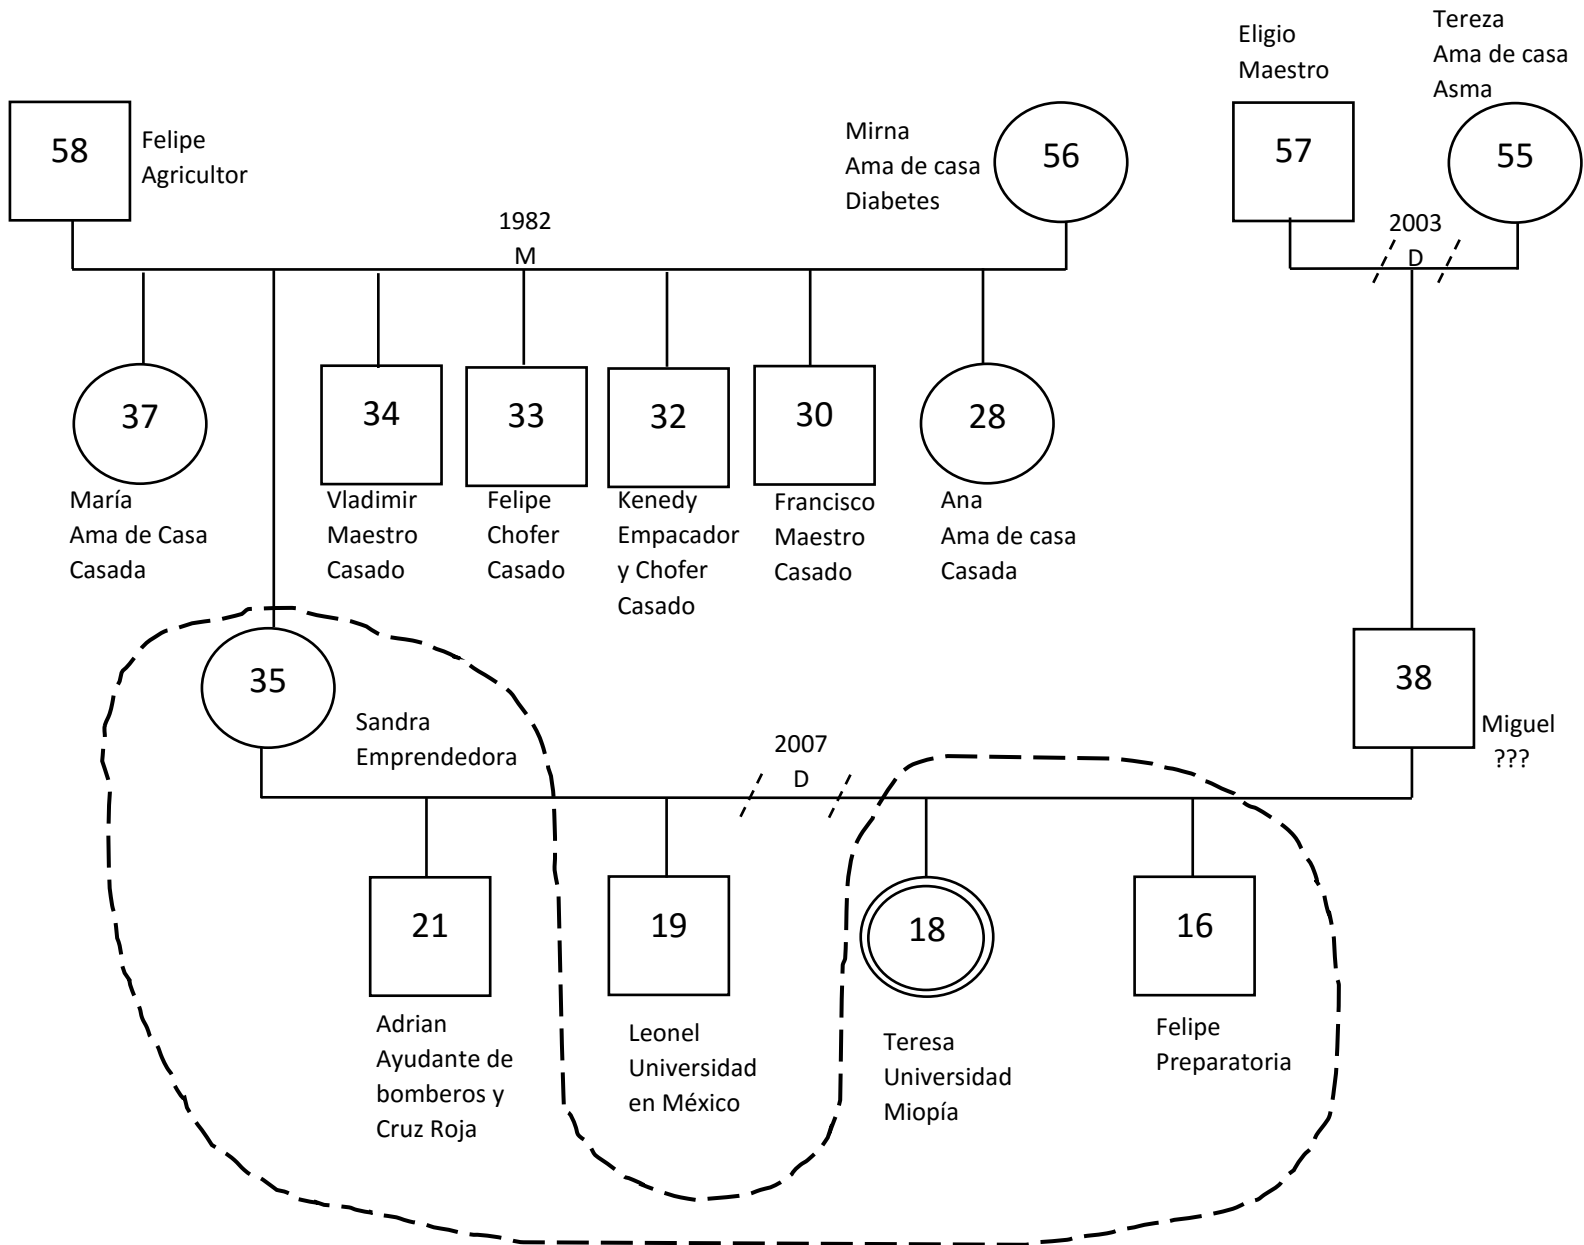 Eligio
Maestro
Tereza
Ama de casa
Asma
58
Felipe
Agricultor
Mirna
Ama de casa
Diabetes
56
57
55
1982
M
2003
D
37
34
33
32
30
28
María
Ama de Casa
Casada
Vladimir
Maestro
Casado
Felipe
Chofer
Casado
Kenedy
Empacador
y Chofer
Casado
Francisco
Maestro
Casado
Ana
Ama de casa
Casada
35
Sandra
Emprendedora
38
Miguel
???
2007
D
21
19
18
16
Adrian
Ayudante de
bomberos y
Cruz Roja
Leonel
Universidad
en México
Teresa
Universidad
Miopía
Felipe
Preparatoria